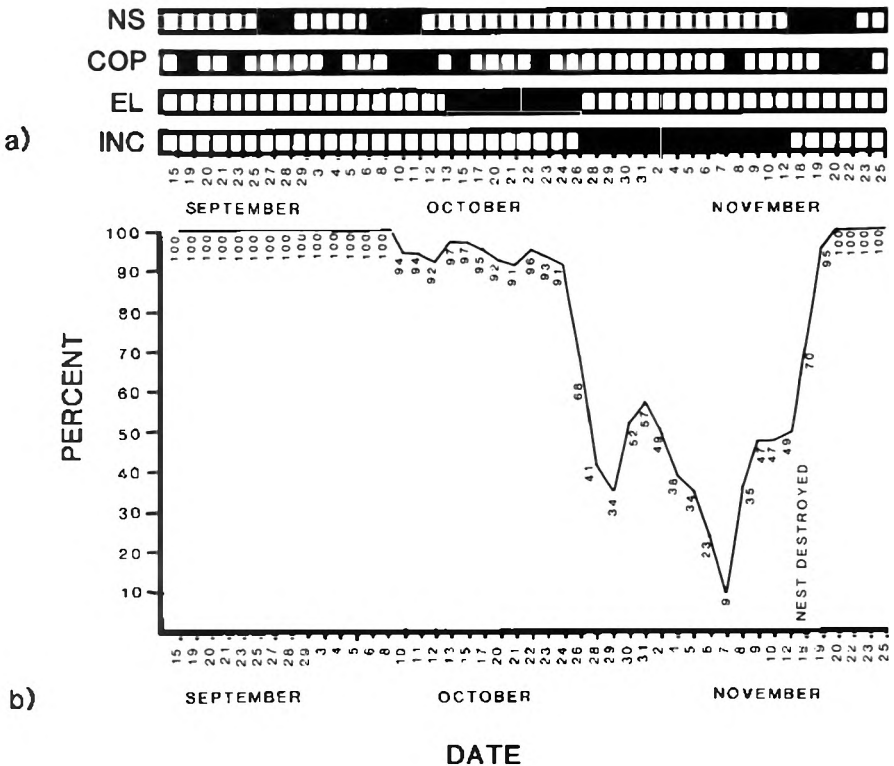 NS
COP
EL
a) INC
15 19 20 21 23 25 27 28 29 3 4 5 6 8 10 12 13 15 17 20 21 22 23 24 26 28 29 30 31 2 4 5 6 7 8 9 10 12 18 19 20 22 23 25
SEPTEMBER OCTOBER NOVEMBER
100
90
80
70
60
50
40
30
20
10
PERCENT
100 100 100 100 100 100 100 100 100 100 100 100 100 100 94 94 92 97 97 95 92 91 96 93 91 68 41 34 52 57 49 38 34 23 9 35 47 47 49 70 95 100 100 100 100
NEST DESTROYED
15 19 20 21 23 25 27 28 29 3 4 5 6 8 10 11 12 13 15 17 20 21 22 23 24 26 28 29 30 31 2 4 5 6 7 8 9 10 12 18 19 20 22 23 25
SEPTEMBER OCTOBER NOVEMBER
b)
DATE